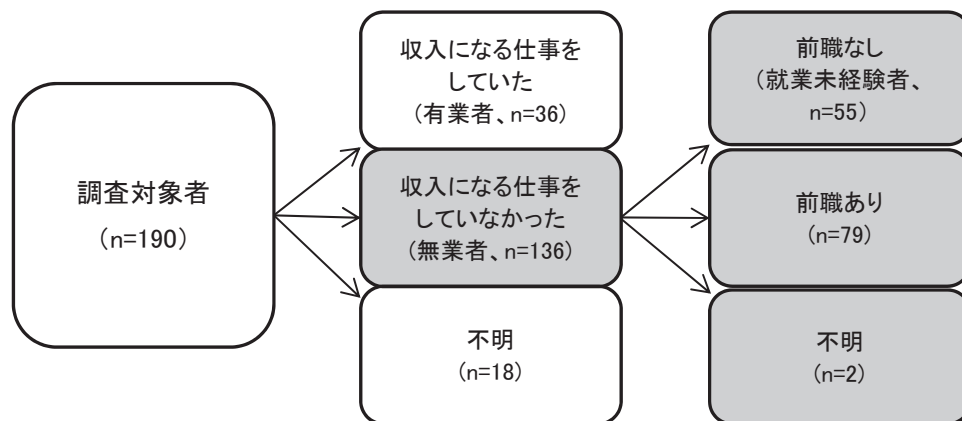 調査対象者
（n=190）
収入になる仕事を
していた
（有業者、n=36）
収入になる仕事を
していなかった
（無業者、n=136）
不明
(n=18)
前職なし
（就業未経験者、
n=55）
前職あり
(n=79)
不明
(n=2)